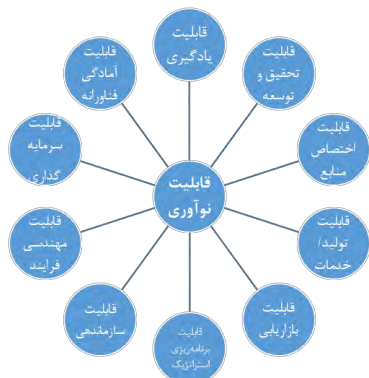 قابلیت
یادگیری
قابلیت
تحقیق و
توسعه
قابلیت
اختصاص
منابع
قابلیت
تولید/
خدمات
قابلیت
بازاریابی
قابلیت
برنامه‌ریزی
استراتژیک
قابلیت
سازماندهی
قابلیت
مهندسی
فرآیند
قابلیت
سرمایه
گذاری
قابلیت
آمادگی
فناورانه
قابلیت
نوآوری